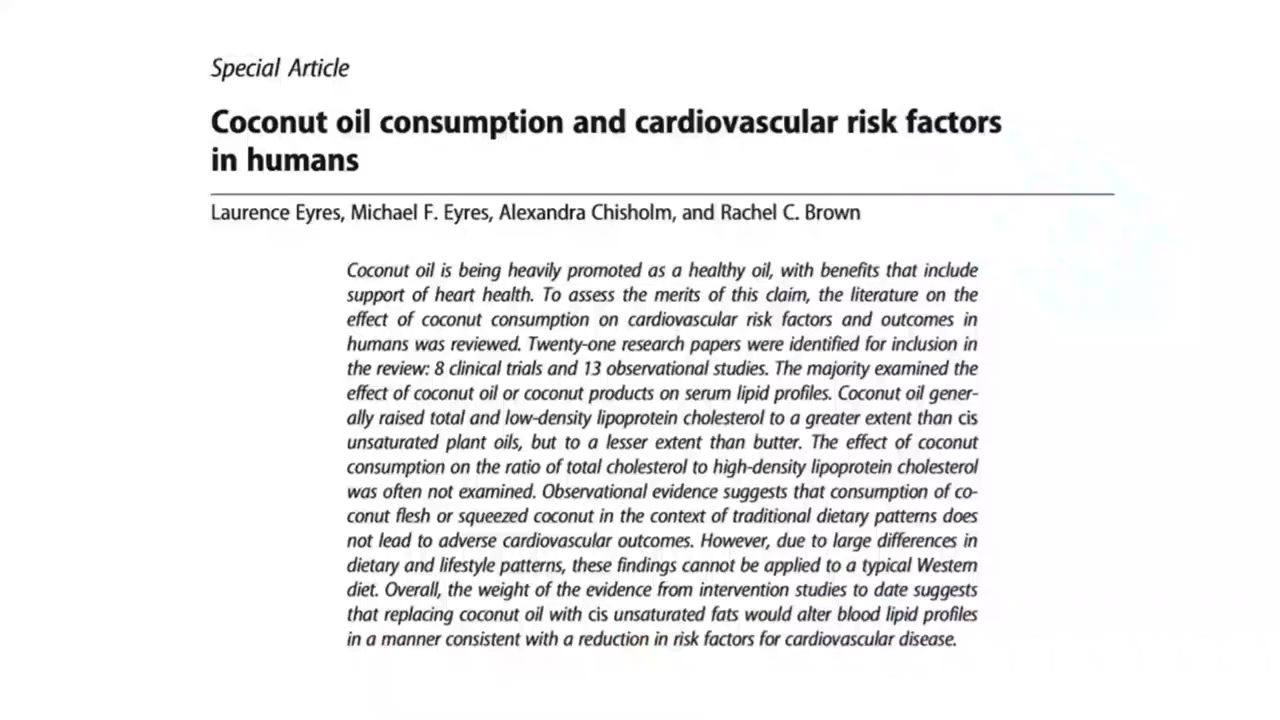 Special Article
Coconut oil consumption and cardiovascular risk factors
in humans
Laurence Eyres, Michael F. Eyres, Alexandra Chisholm, and Rachel C. Brown
Coconut oil is being heavily promoted as a healthy oil, with benefits that include
support of heart health. To assess the merits of this claim, the literature on the
effect of coconut consumption on cardiovascular risk factors and outcomes in
humans was reviewed. Twenty-one research papers were identified for inclusion in
the review: 8 clinical trials and 13 observational studies. The majority examined the
effect of coconut oil or coconut products on serum lipid profiles. Coconut oil gener-
ally raised total and low-density lipoprotein cholesterol to a greater extent than cis
unsaturated plant oils, but to a lesser extent than butter. The effect of coconut
consumption on the ratio of total cholesterol to high-density lipoprotein cholesterol
was often not examined. Observational evidence suggests that consumption of co-
conut flesh or squeezed coconut in the context of traditional dietary patterns does
not lead to adverse cardiovascular outcomes. However, due to large differences in
dietary and lifestyle patterns, these findings cannot be applied to a typical Western
diet. Overall, the weight of the evidence from intervention studies to date suggests
that replacing coconut oil with cis unsaturated fats would alter blood lipid profiles
in a manner consistent with a reduction in risk factors for cardiovascular disease.